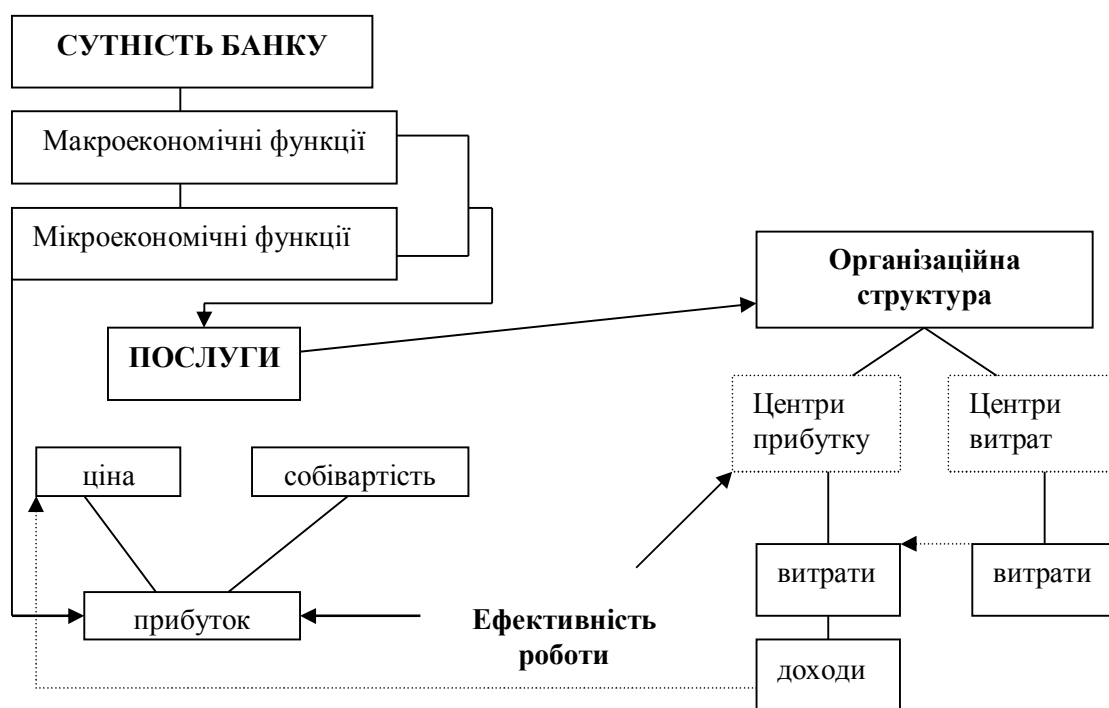 СУТНІСТЬ БАНКУ
Макроекономічні функції
Мікроекономічні функції
Організаційна
структура
ПОСЛУГИ
Центри
прибутку
Центри
витрат
ціна
собівартість
витрати
витрати
прибуток
Ефективність
роботи
доходи